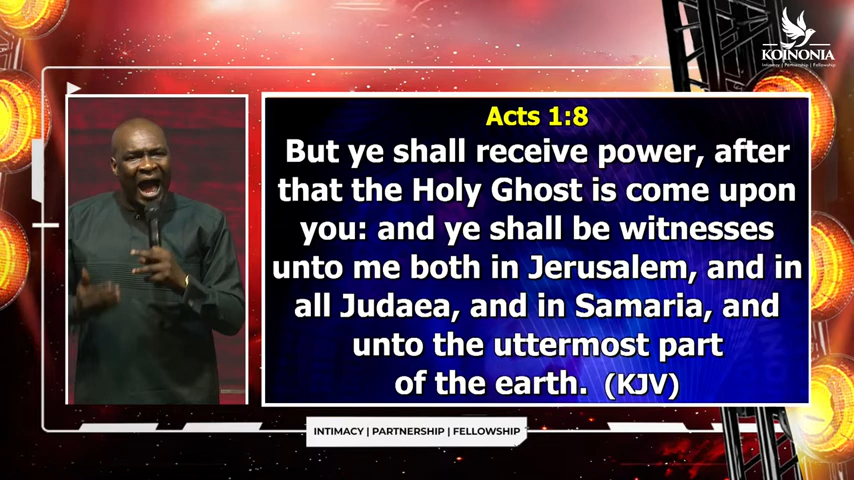 KOINONIA
Intimacy | Partnership | Fellowship
Acts 1:8
But ye shall receive power, after
that the Holy Ghost is come upon
you: and ye shall be witnesses
unto me both in Jerusalem, and in
all Judaea, and in Samaria, and
unto the uttermost part
of the earth. (KJV)
INTIMACY | PARTNERSHIP | FELLOWSHIP